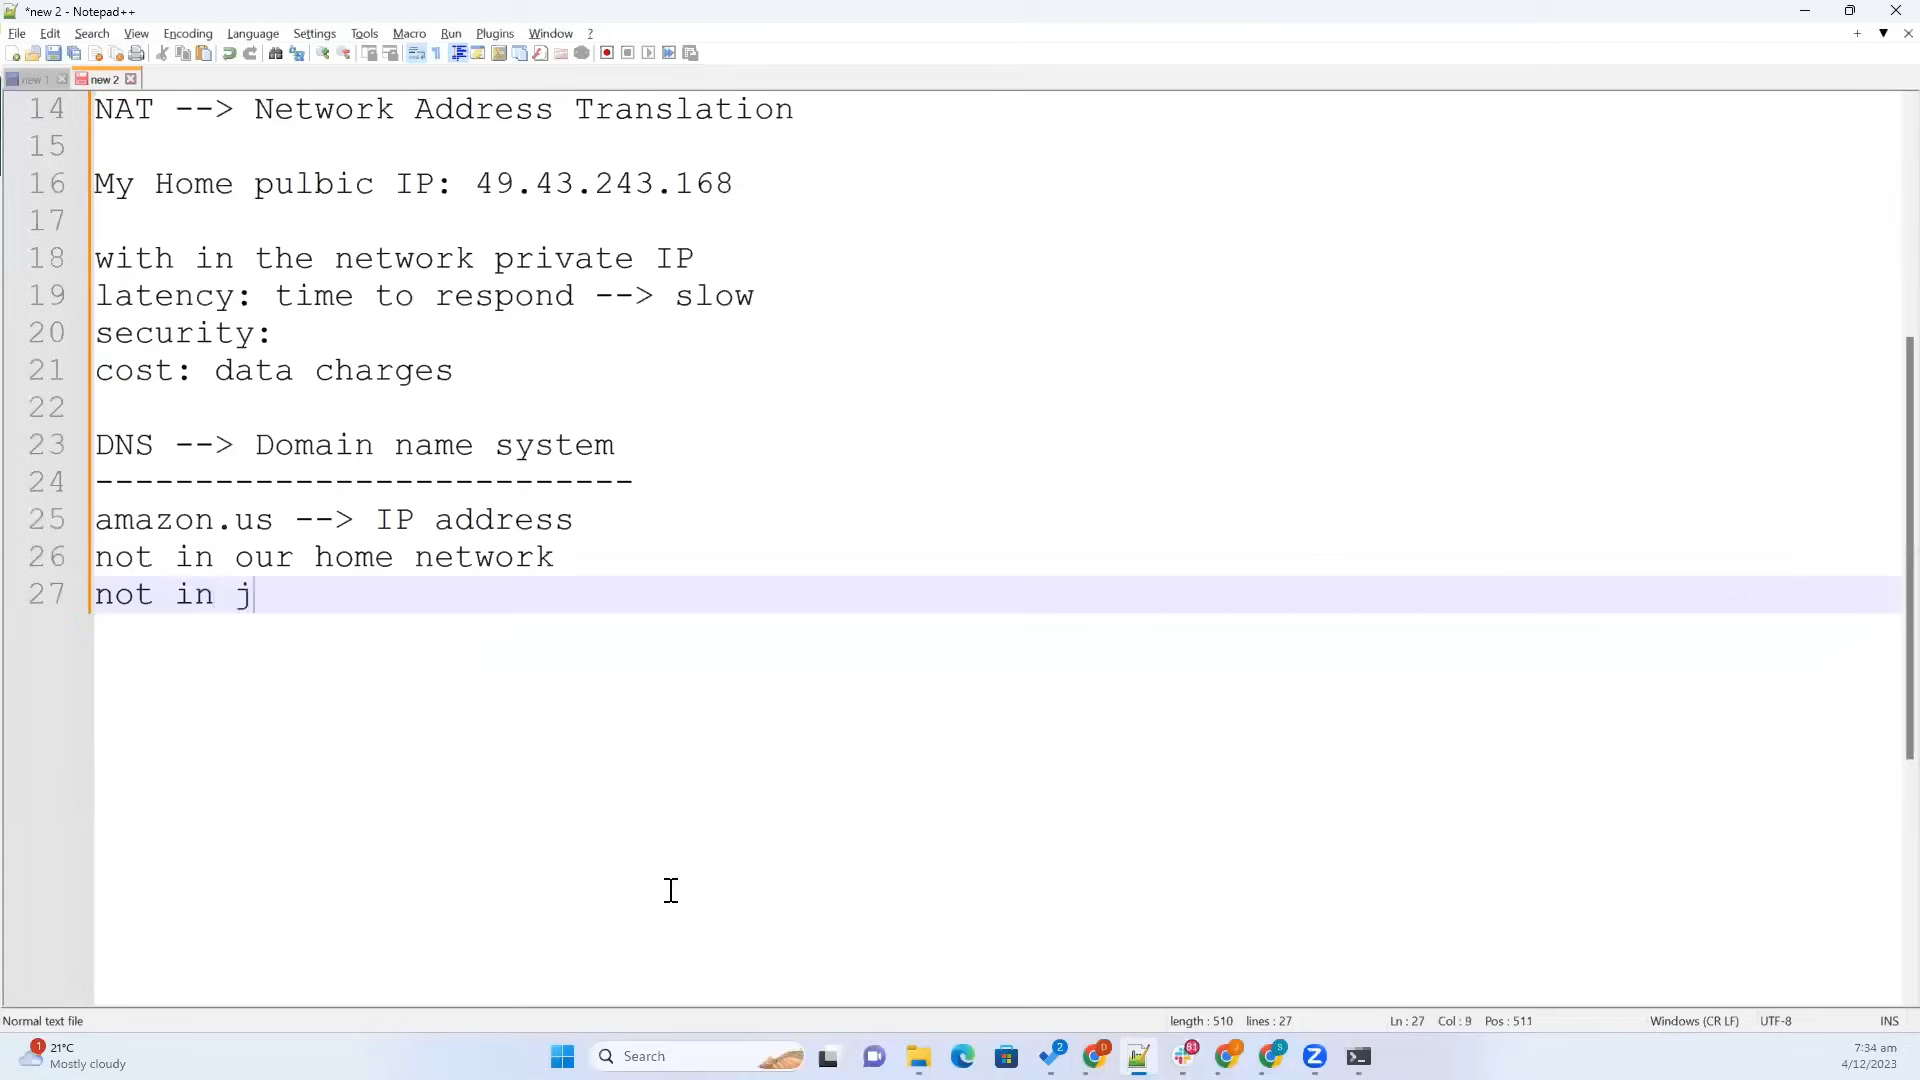 *new 2 - Notepad++
File Edit Search View Encoding Language Settings Tools Macro Run Plugins Window ?
new 1 new 2
14 NAT --> Network Address Translation
15
16 My Home pulbic IP: 49.43.243.168
17
18 with in the network private IP
19 latency: time to respond --> slow
20 security:
21 cost: data charges
22
23 DNS --> Domain name system
24 ---------------------------
25 amazon.us --> IP address
26 not in our home network
27 not in j
Normal text file length : 510 lines : 27 Ln : 27 Col : 9 Pos : 511 Windows (CR LF) UTF-8 INS
1 21°C
Mostly cloudy
Search
2 D 81 J S Z
7:34 am
4/12/2023